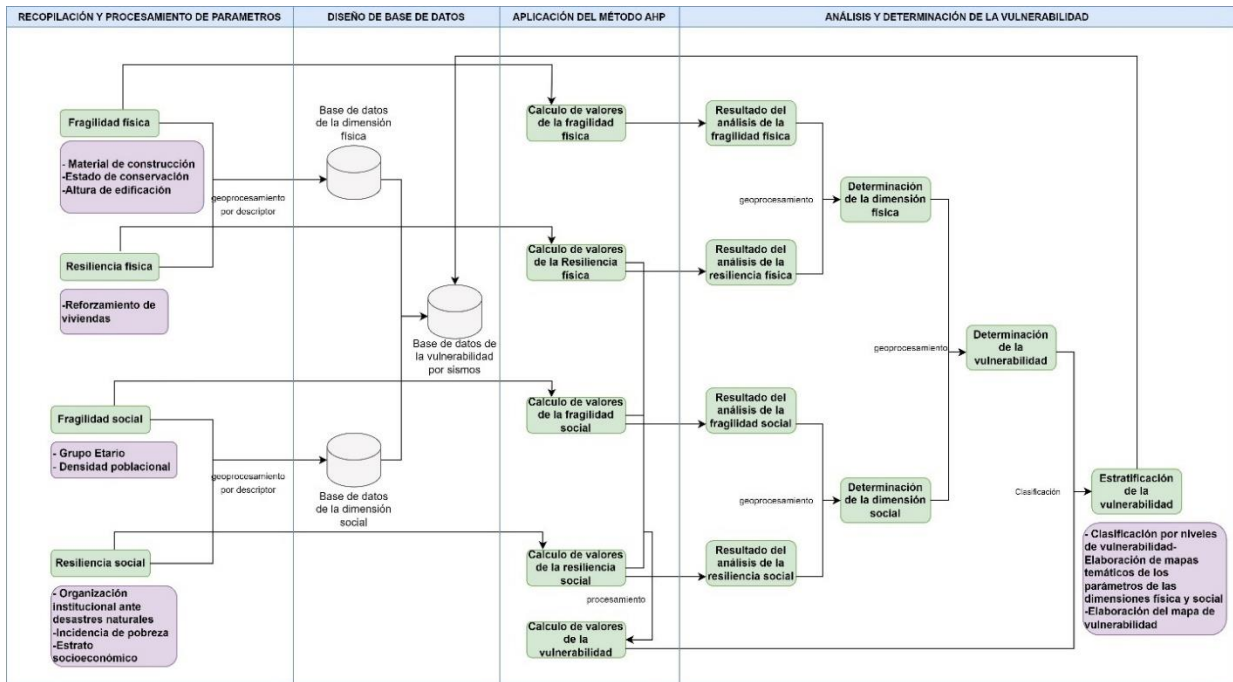 RECOPILACIÓN Y PROCESAMIENTO DE PARAMETROS
DISEÑO DE BASE DE DATOS
APLICACIÓN DEL MÉTODO AHP
ANÁLISIS Y DETERMINACIÓN DE LA VULNERABILIDAD
Fragilidad física
- Material de construcción
-Estado de conservación
-Altura de edificación
geoprocesamiento
por descriptor
Resiliencia física
-Reforzamiento de
viviendas
Fragilidad social
- Grupo Etario
- Densidad poblacional
geoprocesamiento
por descriptor
Resiliencia social
- Organización
institucional ante
desastres naturales
-Incidencia de pobreza
-Estrato
socioeconómico
Base de datos
de la dimensión
física
Base de datos de
la vulnerabilidad
por sismos
Base de datos
de la dimensión
social
Calculo de valores
de la fragilidad
física
Calculo de valores
de la Resiliencia
física
Calculo de valores
de la fragilidad
social
Calculo de valores
de la resiliencia
social
procesamiento
Calculo de valores
de la
vulnerabilidad
Resultado del
análisis de la
fragilidad física
geoprocesamiento
Resultado del
análisis de la
resiliencia física
Determinación
de la dimensión
física
geoprocesamiento
Determinación
de la
vulnerabilidad
Resultado del
análisis de la
fragilidad social
geoprocesamiento
Determinación
de la dimensión
social
Resultado del
análisis de la
resiliencia social
Clasificación
Estratificación
de la
vulnerabilidad
- Clasificación por niveles
de vulnerabilidad-
Elaboración de mapas
temáticos de los
parámetros de las
dimensiones física y social
-Elaboración del mapa de
vulnerabilidad